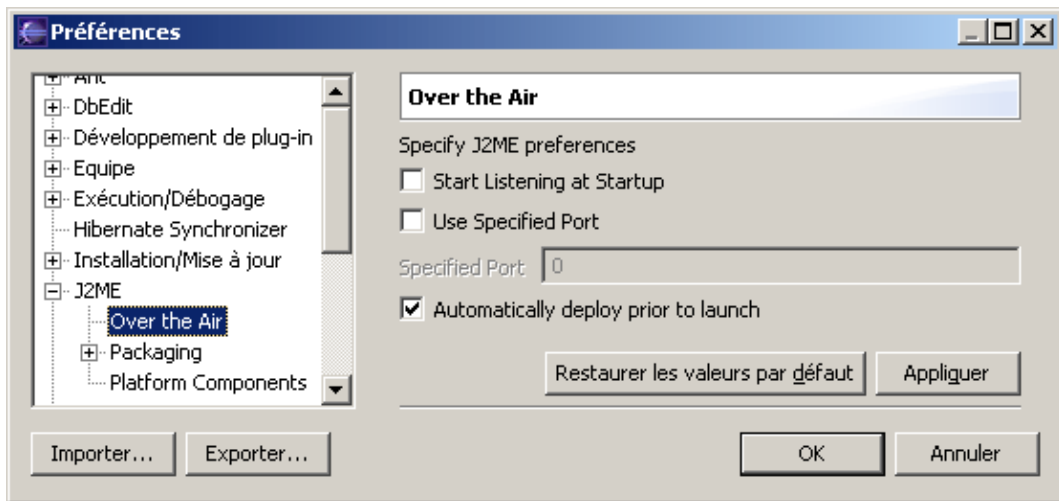 Préférences
Ant
DbEdit
Développement de plug-in
Equipe
Exécution/Débogage
Hibernate Synchronizer
Installation/Mise à jour
J2ME
Over the Air
Packaging
Platform Components
Over the Air
Specify J2ME preferences
Start Listening at Startup
Use Specified Port
Specified Port 0
Automatically deploy prior to launch
Restaurer les valeurs par défaut Appliquer
Importer... Exporter... OK Annuler